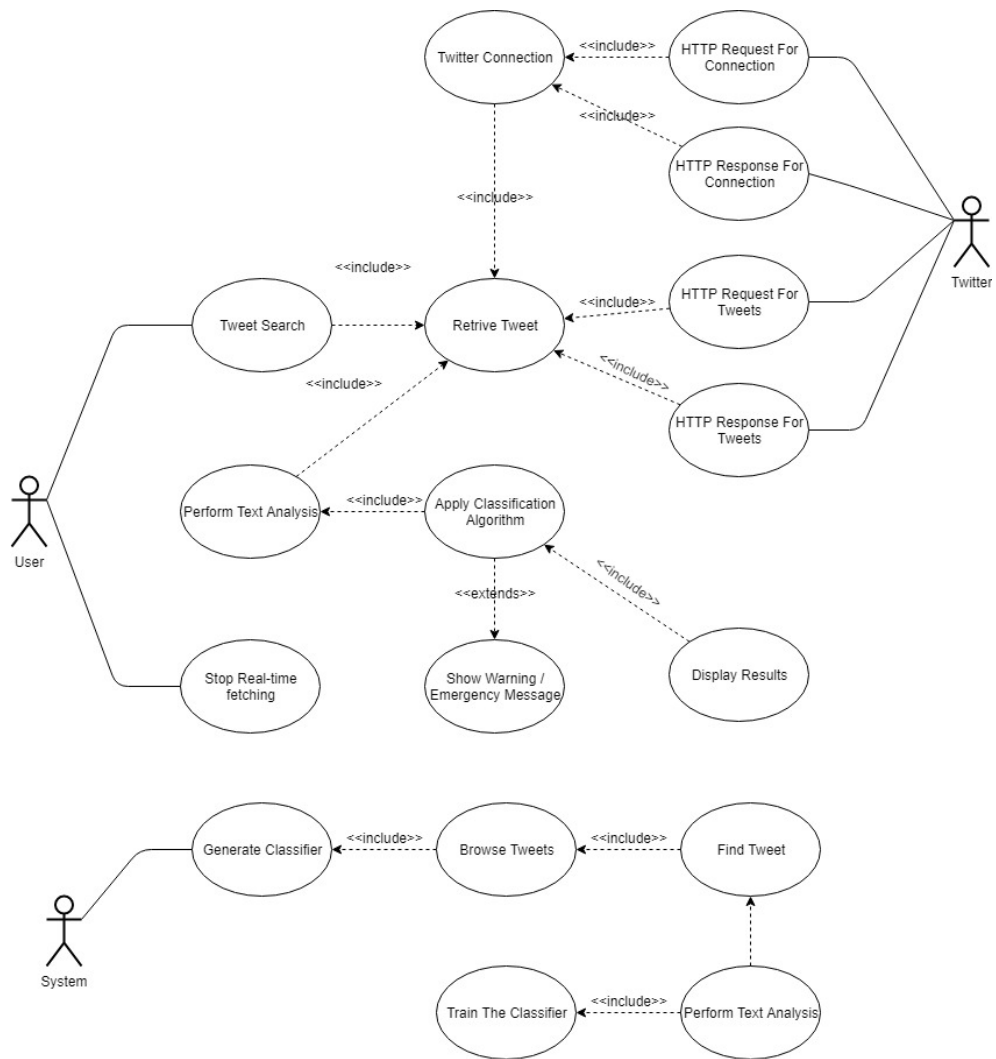 <<include>>
Twitter Connection
HTTP Request For
Connection
<<include>>
HTTP Response For
Connection
<<include>>
Twitter
<<include>>
Tweet Search
Retrive Tweet
<<include>>
HTTP Request For
Tweets
<<include>>
<<include>>
HTTP Response For
Tweets
User
Perform Text Analysis
<<include>>
Apply Classification
Algorithm
<<include>>
<<extends>>
Stop Real-time
fetching
Show Warning /
Emergency Message
Display Results
System
Generate Classifier
<<include>>
Browse Tweets
<<include>>
Find Tweet
Train The Classifier
<<include>>
Perform Text Analysis